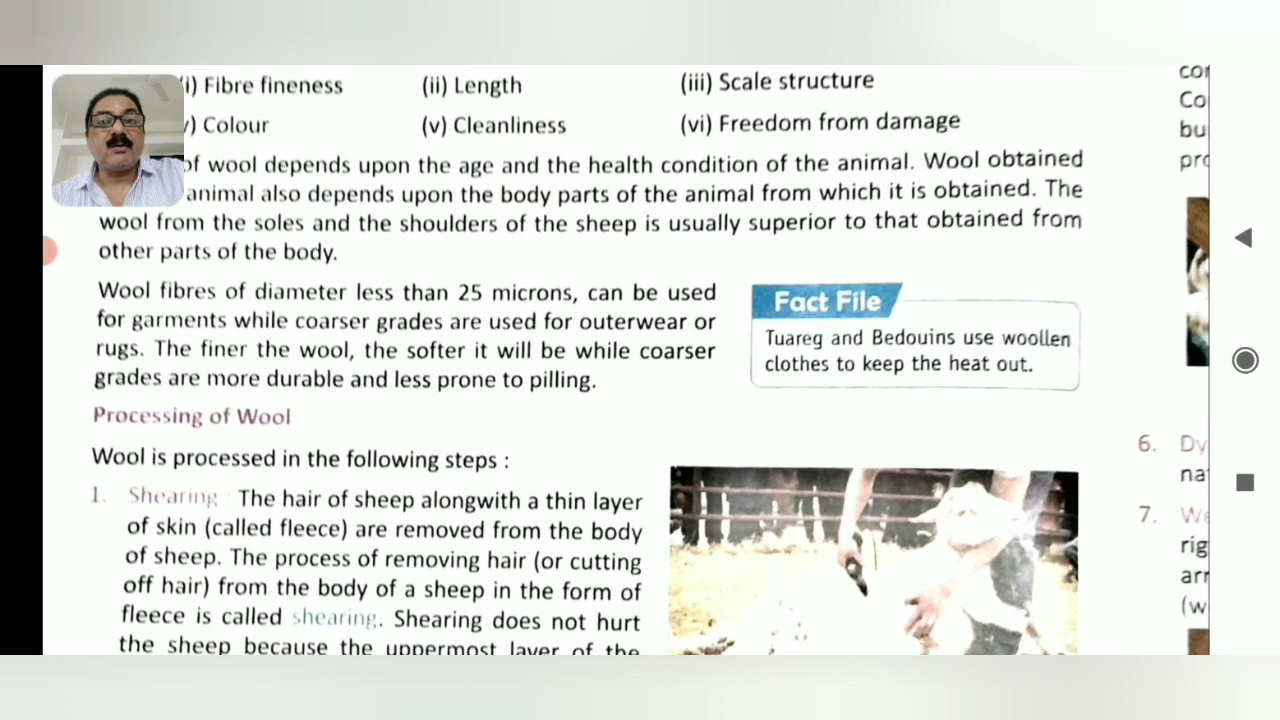 i) Fibre fineness (ii) Length (iii) Scale structure
v) Colour (v) Cleanliness (vi) Freedom from damage
of wool depends upon the age and the health condition of the animal. Wool obtained
animal also depends upon the body parts of the animal from which it is obtained. The
wool from the soles and the shoulders of the sheep is usually superior to that obtained from
other parts of the body.
Wool fibres of diameter less than 25 microns, can be used
for garments while coarser grades are used for outerwear or
rugs. The finer the wool, the softer it will be while coarser
grades are more durable and less prone to pilling.
Fact File
Tuareg and Bedouins use woollen
clothes to keep the heat out.
Processing of Wool
Wool is processed in the following steps :
1. Shearing : The hair of sheep alongwith a thin layer
of skin (called fleece) are removed from the body
of sheep. The process of removing hair (or cutting
off hair) from the body of a sheep in the form of
fleece is called shearing. Shearing does not hurt
the sheep because the uppermost layer of the
Co
bu
6. Dy
7. We
rig
arr
(w